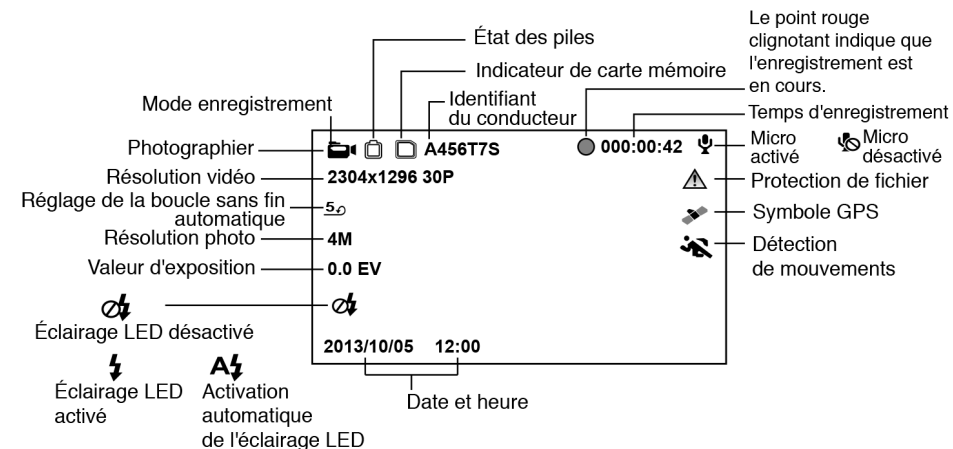 Le point rouge
clignotant indique que
l'enregistrement est
en cours.
État des piles
Indicateur de carte mémoire
Mode enregistrement
Identifiant
du conducteur
Temps d'enregistrement
Photographier
A456T7S
000:00:42
Micro
activé
Micro
désactivé
Résolution vidéo
2304x1296 30P
Protection de fichier
Réglage de la boucle sans fin
automatique
5
Symbole GPS
Résolution photo
4M
Détection
de mouvements
Valeur d'exposition
0.0 EV
Éclairage LED désactivé
2013/10/05 12:00
A
Éclairage LED
activé
Activation
automatique
de l'éclairage LED
Date et heure